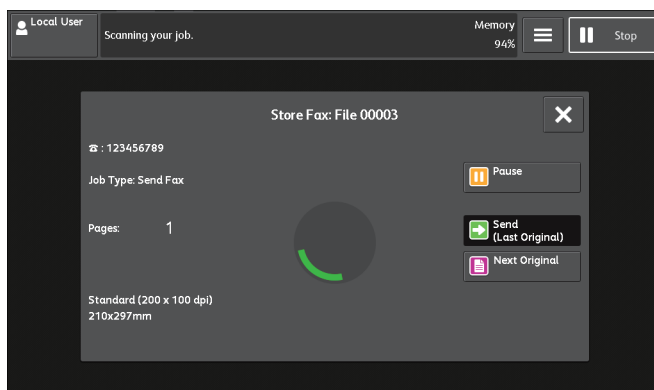 Local User
Scanning your job.
Memory
94%
Stop
Store Fax: File 00003
☎ : 123456789
Job Type: Send Fax
Pause
Pages: 1
Send
(Last Original)
Next Original
Standard (200 x 100 dpi)
210x297mm